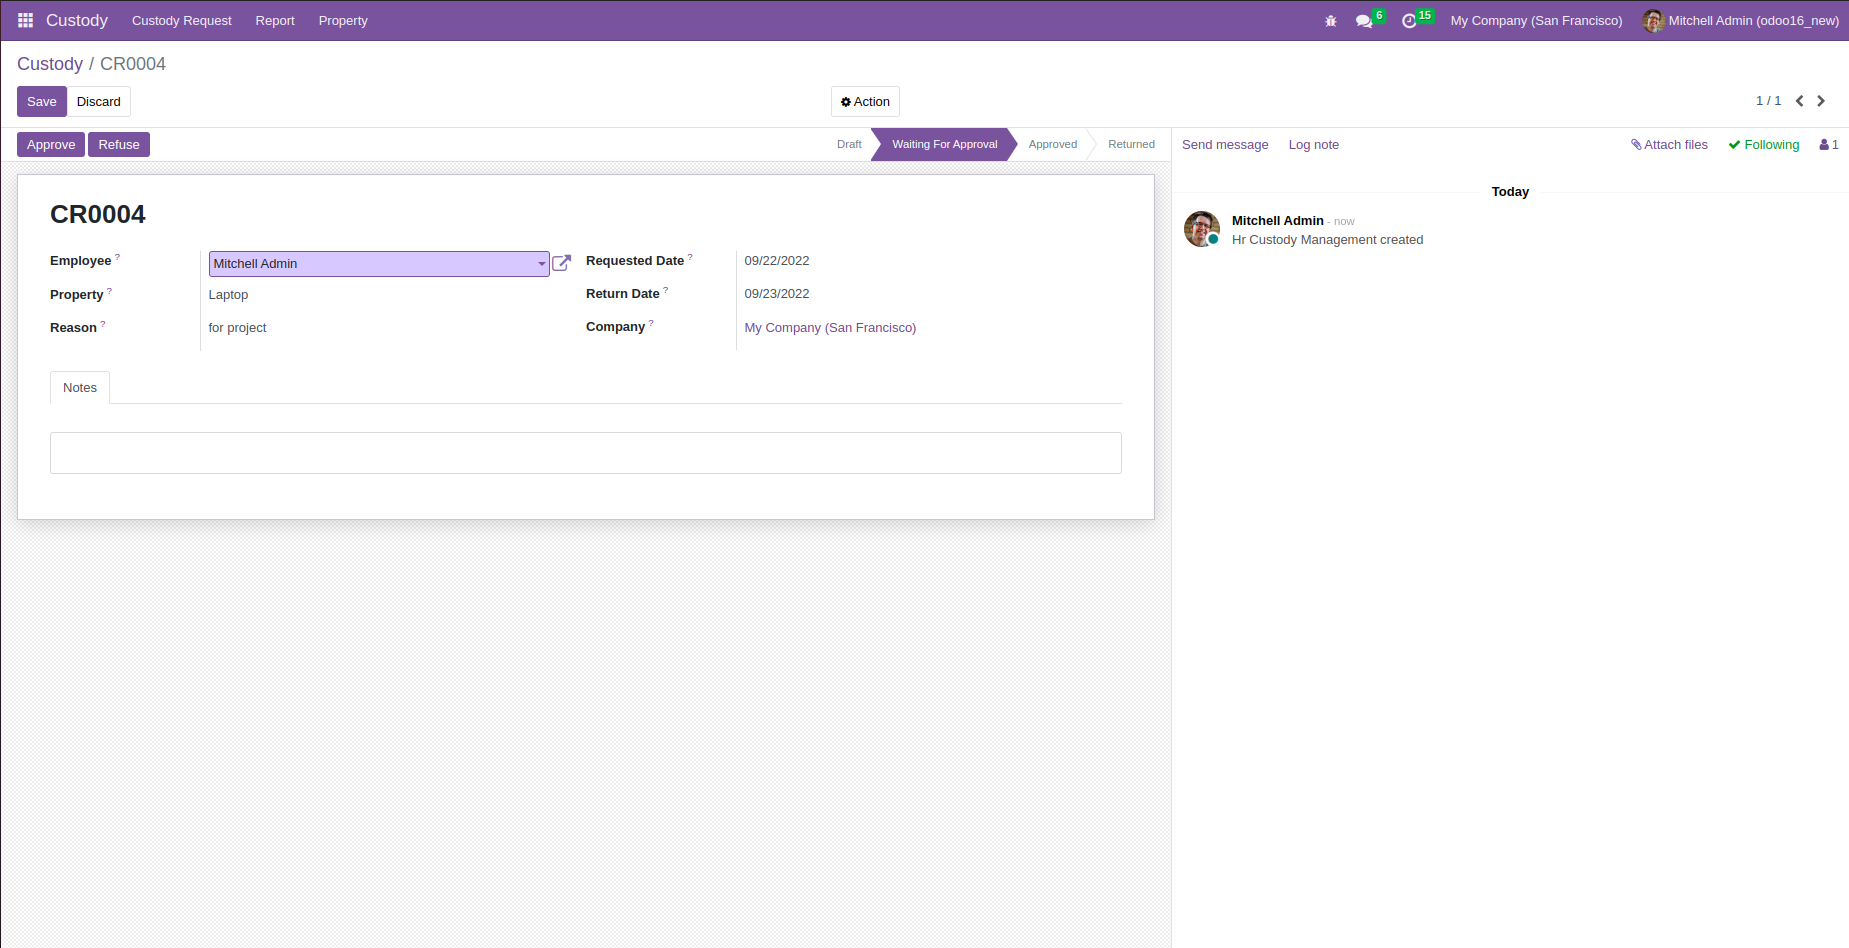 Custody Custody Request Report Property 6 15 My Company (San Francisco) Mitchell Admin (odoo16_new)
Custody / CR0004
Save Discard Action 1 / 1
Approve Refuse Draft Waiting For Approval Approved Returned Send message Log note Attach files Following 1
CR0004
Employee ? Mitchell Admin
Property ? Laptop
Reason ? for project
Requested Date ? 09/22/2022
Return Date ? 09/23/2022
Company ? My Company (San Francisco)
Notes
Today
Mitchell Admin - now
Hr Custody Management created